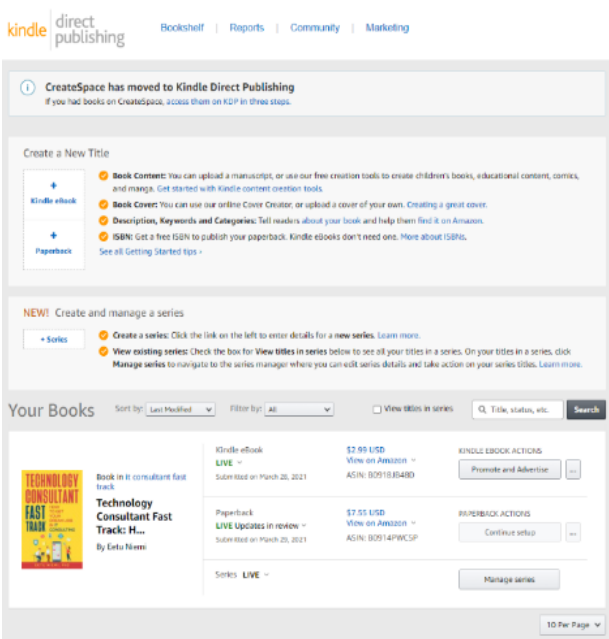 kindle direct publishing
Bookshelf | Reports | Community | Marketing
CreateSpace has moved to Kindle Direct Publishing
If you had books on CreateSpace, access them on KDP in three steps.
Create a New Title
+
Kindle eBook
+
Paperback
Book Content: You can upload a manuscript, or use our free creation tools to create children's books, educational content, comics,
and manga. Get started with Kindle content creation tools.
Book Cover: You can use our online Cover Creator, or upload a cover of your own. Creating a great cover.
Description, Keywords and Categories: Tell readers about your book and help them find it on Amazon.
ISBN: Get a free ISBN to publish your paperback. Kindle eBooks don't need one. More about ISBNs.
See all Getting Started tips ›
NEW! Create and manage a series
+ Series
Create a series: Click the link on the left to enter details for a new series. Learn more.
View existing series: Check the box for View titles in series below to see all your titles in a series. On your titles in a series, click
Manage series to navigate to the series manager where you can edit series details and take action on your series titles. Learn more.
Your Books
Sort by: Last Modified
Filter by: All
View titles in series
Title, status, etc.
Search
TECHNOLOGY
CONSULTANT
FAST
TRACK
Book in it consultant fast
track
Technology
Consultant Fast
Track: H...
By Eetu Niemi
Kindle eBook
LIVE
Submitted on March 28, 2021
$2.99 USD
View on Amazon
ASIN: B0918JB4BD
KINDLE EBOOK ACTIONS
Promote and Advertise
...
Paperback
LIVE Updates in review
Submitted on March 29, 2021
$7.55 USD
View on Amazon
ASIN: B0914PWC5P
PAPERBACK ACTIONS
Continue setup
...
Series LIVE
Manage series
10 Per Page